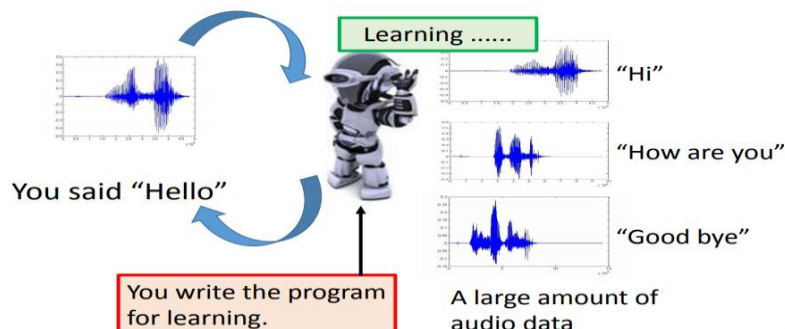 Learning ......
"Hi"
"How are you"
You said "Hello"
"Good bye"
You write the program
for learning.
A large amount of
audio data